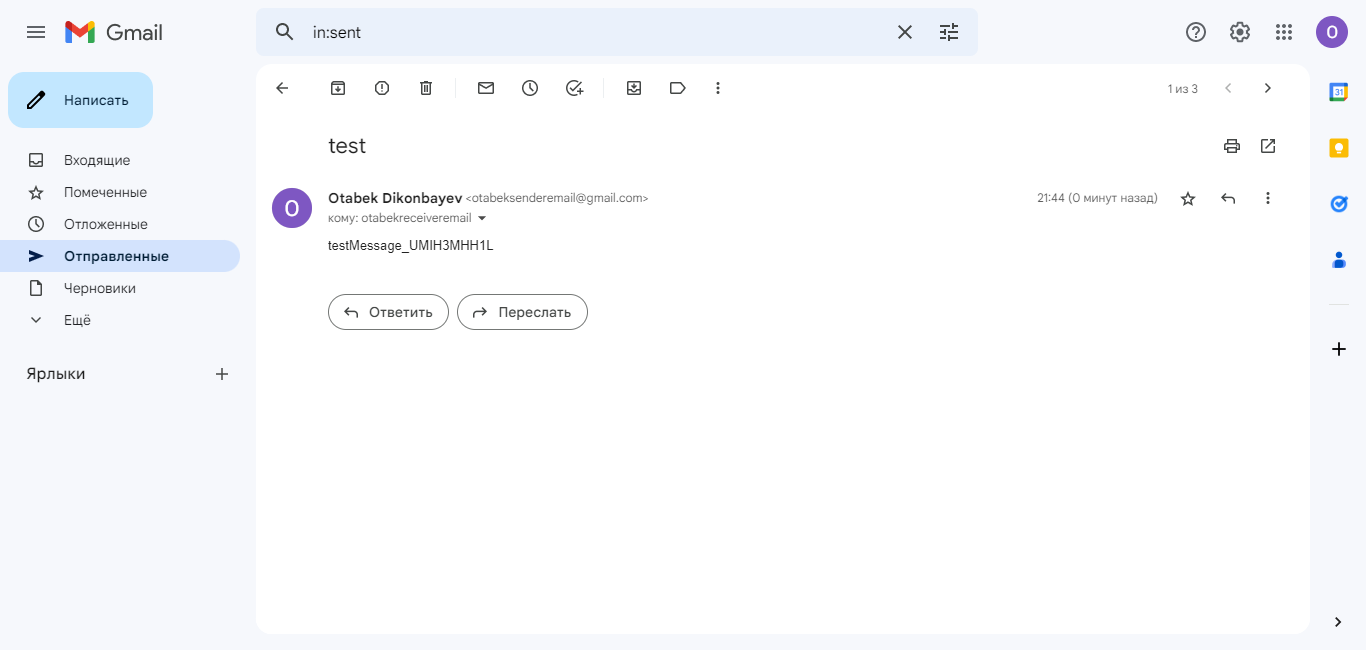 Gmail
in:sent
O
Написать
1 из 3
31
Входящие
Помеченные
Отложенные
Отправленные
Черновики
Ещё
Ярлыки
test
O
Otabek Dikonbayev <otabeksenderemail@gmail.com>
21:44 (0 минут назад)
кому: otabekreceiveremail
testMessage_UMIH3MHH1L
Ответить
Переслать